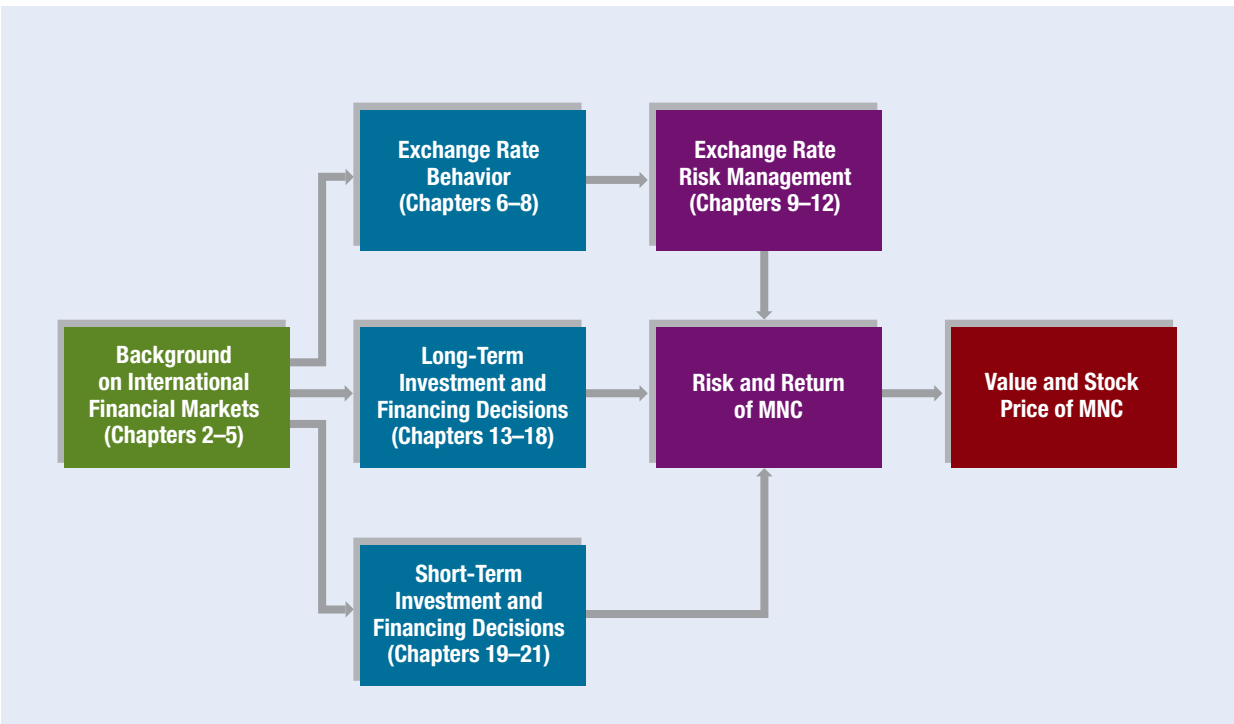 Exchange Rate
Behavior
(Chapters 6–8)
Exchange Rate
Risk Management
(Chapters 9–12)
Background
on International
Financial Markets
(Chapters 2–5)
Long-Term
Investment and
Financing Decisions
(Chapters 13–18)
Risk and Return
of MNC
Value and Stock
Price of MNC
Short-Term
Investment and
Financing Decisions
(Chapters 19–21)